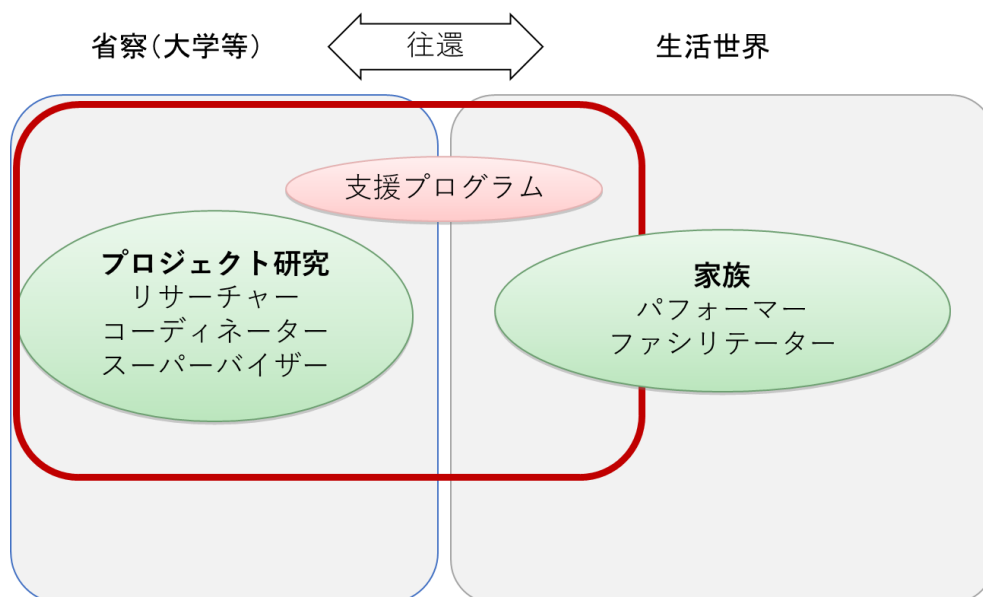 省察(大学等)
往還
生活世界
支援プログラム
プロジェクト研究
リサーチャー
コーディネーター
スーパーバイザー
家族
パフォーマー
ファシリテーター